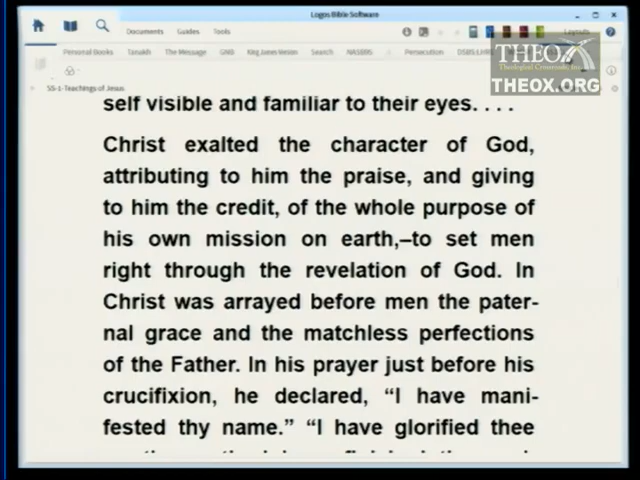 Logos Bible Software
Documents Guides Tools
Layouts
Personal Books Tanakh The Message GNB King James Version Search NASB95 Persecution
THEOX
THEOX.ORG
SS-1-Teachings of Jesus
self visible and familiar to their eyes. . . .
Christ exalted the character of God,
attributing to him the praise, and giving
to him the credit, of the whole purpose of
his own mission on earth,–to set men
right through the revelation of God. In
Christ was arrayed before men the pater-
nal grace and the matchless perfections
of the Father. In his prayer just before his
crucifixion, he declared, “I have mani-
fested thy name.” “I have glorified thee